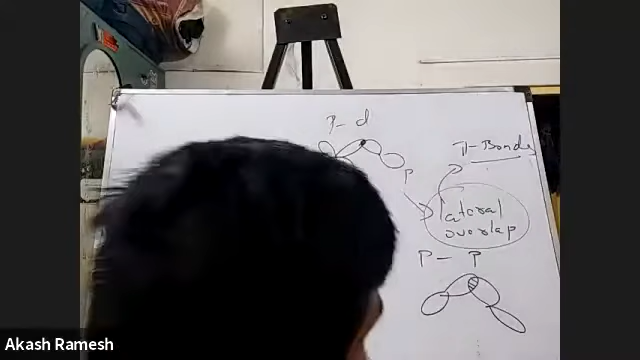 P - d
π-Bonds
P
lateral
overlap
P - P
Akash Ramesh